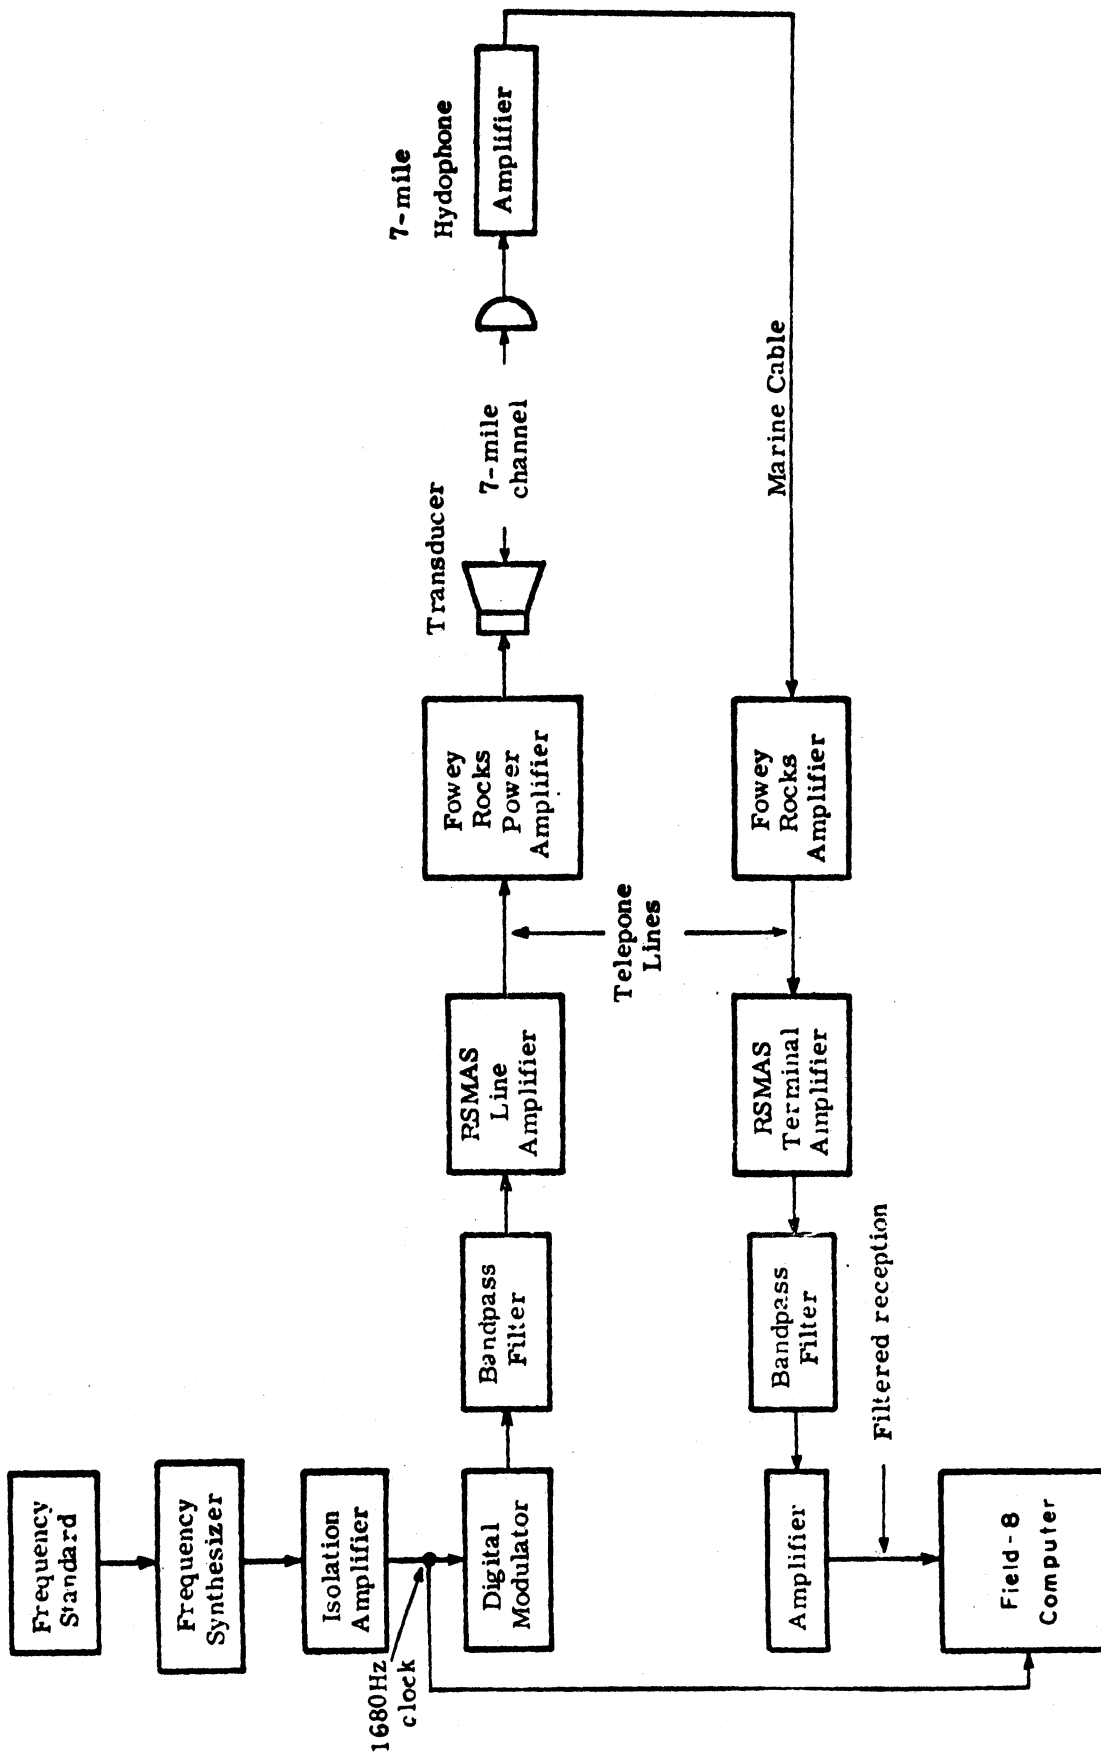 Frequency
Standard
Frequency
Synthesizer
Isolation
Amplifier
1680Hz
clock
Digital
Modulator
Bandpass
Filter
RSMAS
Line
Amplifier
Fowey
Rocks
Power
Amplifier
Transducer
7-mile
channel
7-mile
Hydophone
Amplifier
Marine Cable
Telepone
Lines
Fowey
Rocks
Amplifier
RSMAS
Terminal
Amplifier
Bandpass
Filter
Amplifier
Filtered reception
Field-8
Computer